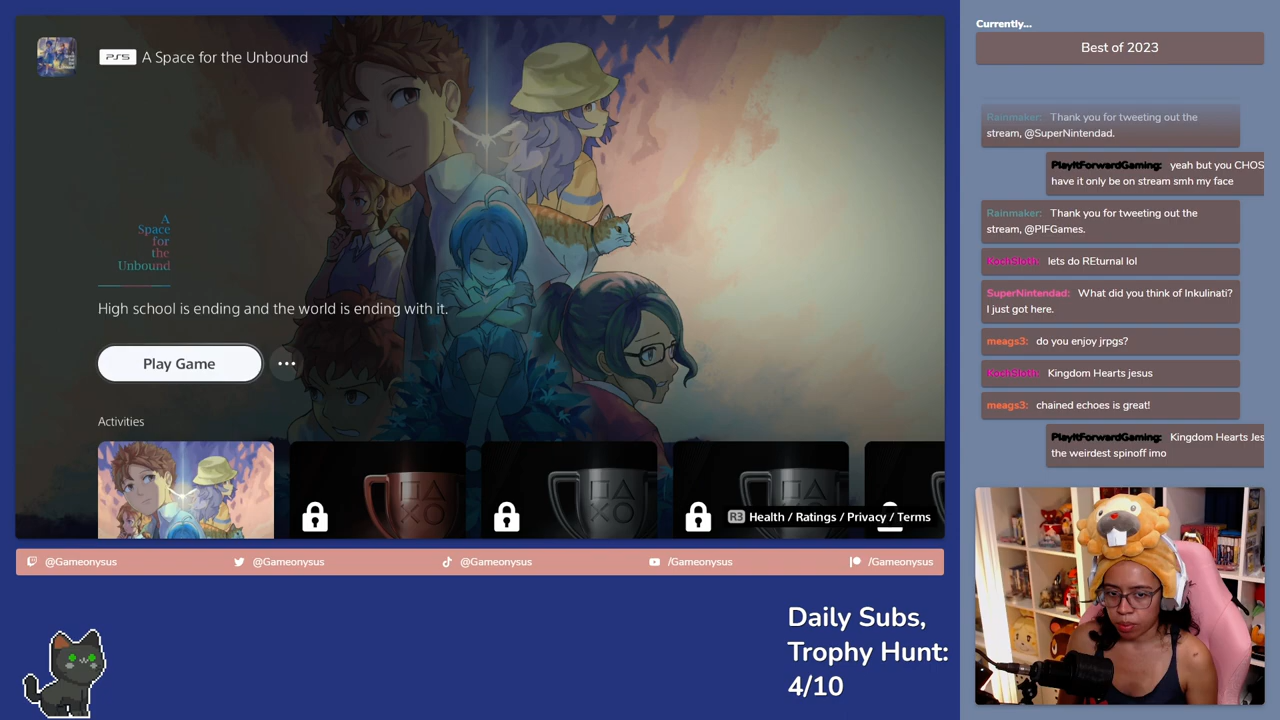 PS5 A Space for the Unbound
A
Space
for
the
Unbound
High school is ending and the world is ending with it.
Play Game
Activities
R3 Health / Ratings / Privacy / Terms
@Gameonysus
@Gameonysus
@Gameonysus
/Gameonysus
/Gameonysus
Daily Subs,
Trophy Hunt:
4/10
Currently...
Best of 2023
Rainmaker: Thank you for tweeting out the
stream, @SuperNintendad.
PlayItForwardGaming: yeah but you CHOS
have it only be on stream smh my face
Rainmaker: Thank you for tweeting out the
stream, @PIFGames.
lets do REturnal lol
SuperNintendad: What did you think of Inkulinati?
I just got here.
meags3: do you enjoy jrpgs?
Kingdom Hearts jesus
meags3: chained echoes is great!
PlayItForwardGaming: Kingdom Hearts Jes
the weirdest spinoff imo